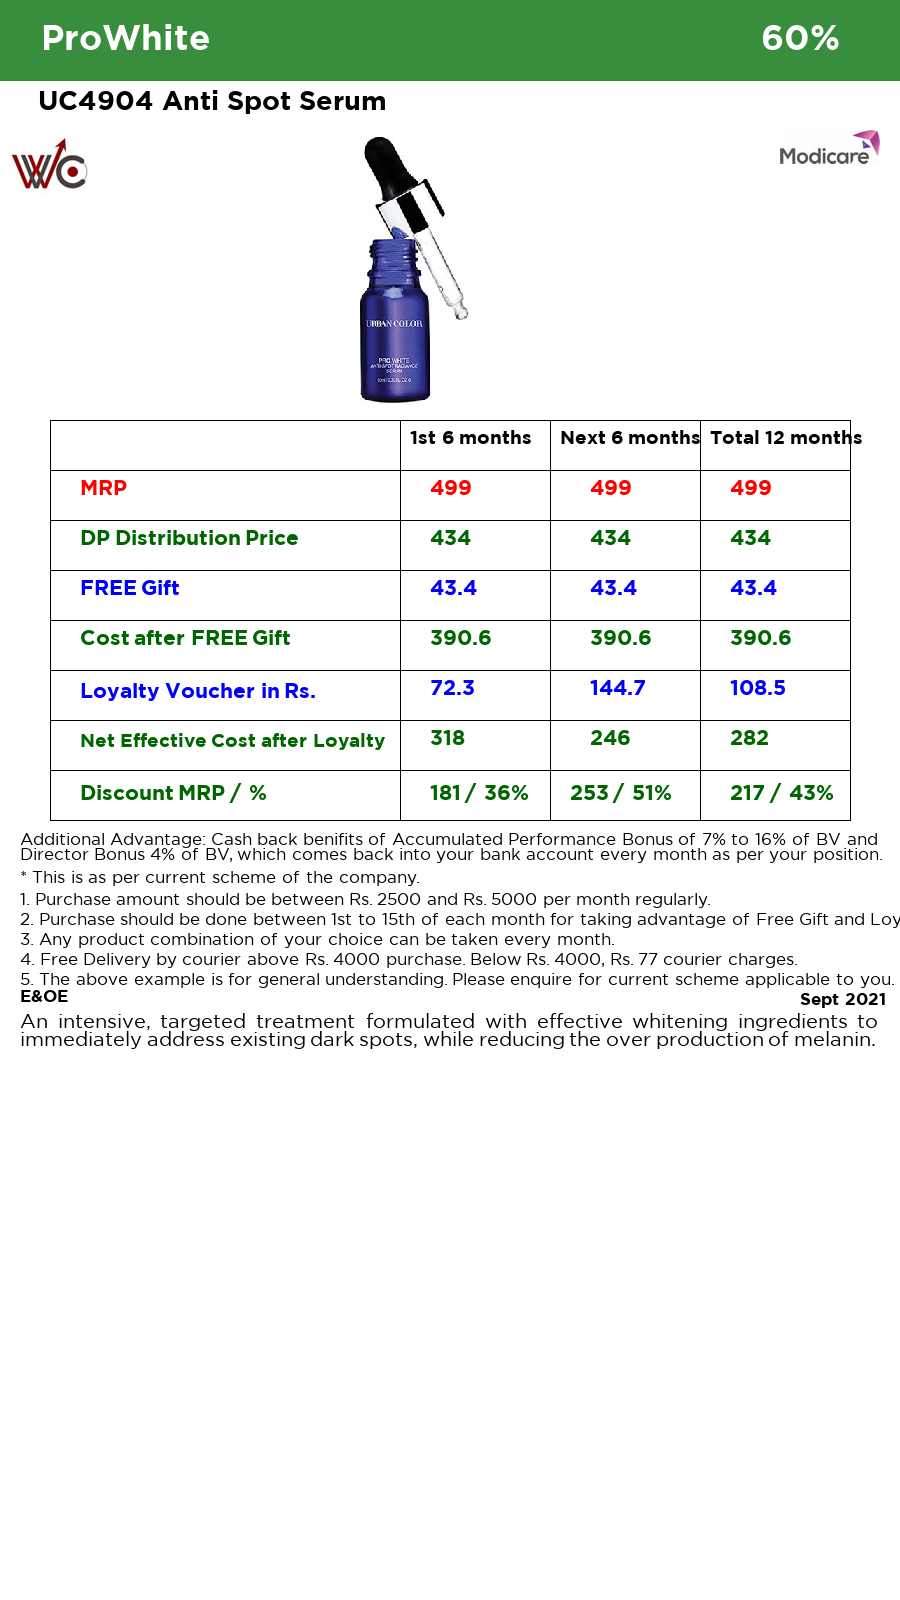 ProWhite 60%
UC4904 Anti Spot Serum
WC
Modicare
URBAN COLOR
PRO WHITE
ANTI-SPOT RADIANCE
SERUM
1st 6 months Next 6 months Total 12 months
MRP 499 499 499
DP Distribution Price 434 434 434
FREE Gift 43.4 43.4 43.4
Cost after FREE Gift 390.6 390.6 390.6
Loyalty Voucher in Rs. 72.3 144.7 108.5
Net Effective Cost after Loyalty 318 246 282
Discount MRP / % 181 / 36% 253 / 51% 217 / 43%
Additional Advantage: Cash back benifits of Accumulated Performance Bonus of 7% to 16% of BV and
Director Bonus 4% of BV, which comes back into your bank account every month as per your position.
* This is as per current scheme of the company.
1. Purchase amount should be between Rs. 2500 and Rs. 5000 per month regularly.
2. Purchase should be done between 1st to 15th of each month for taking advantage of Free Gift and Loy
3. Any product combination of your choice can be taken every month.
4. Free Delivery by courier above Rs. 4000 purchase. Below Rs. 4000, Rs. 77 courier charges.
5. The above example is for general understanding. Please enquire for current scheme applicable to you.
E&OE
Sept 2021
An intensive, targeted treatment formulated with effective whitening ingredients to
immediately address existing dark spots, while reducing the over production of melanin.